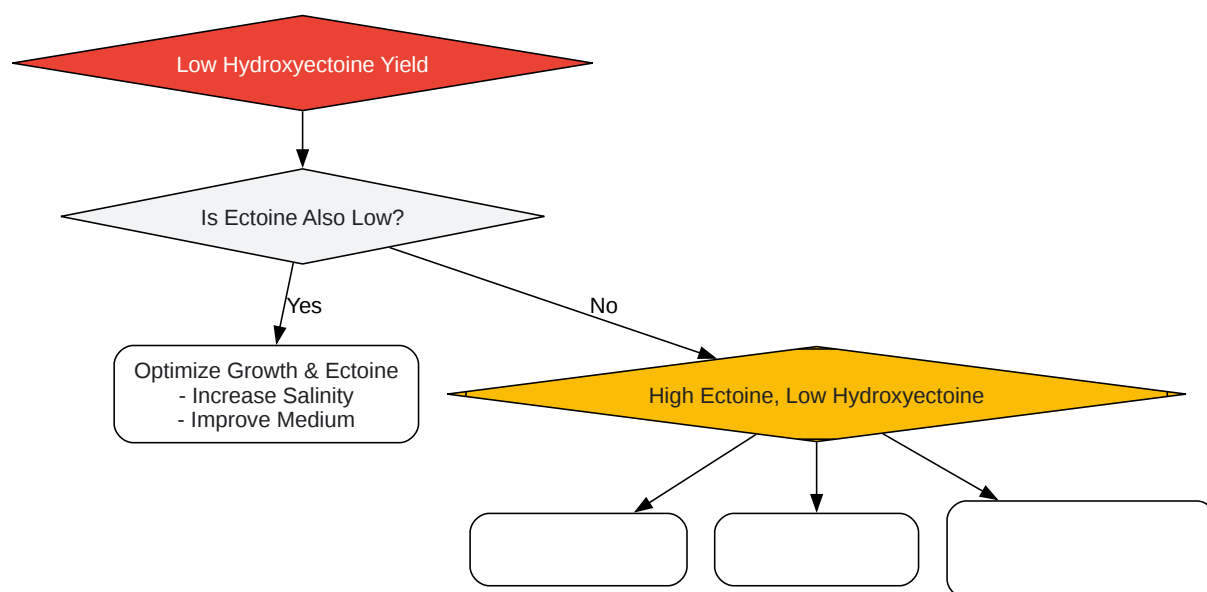 Low Hydroxyectoine Yield
Is Ectoine Also Low?
Yes
No
Optimize Growth & Ectoine
- Increase Salinity
- Improve Medium
High Ectoine, Low Hydroxyectoine